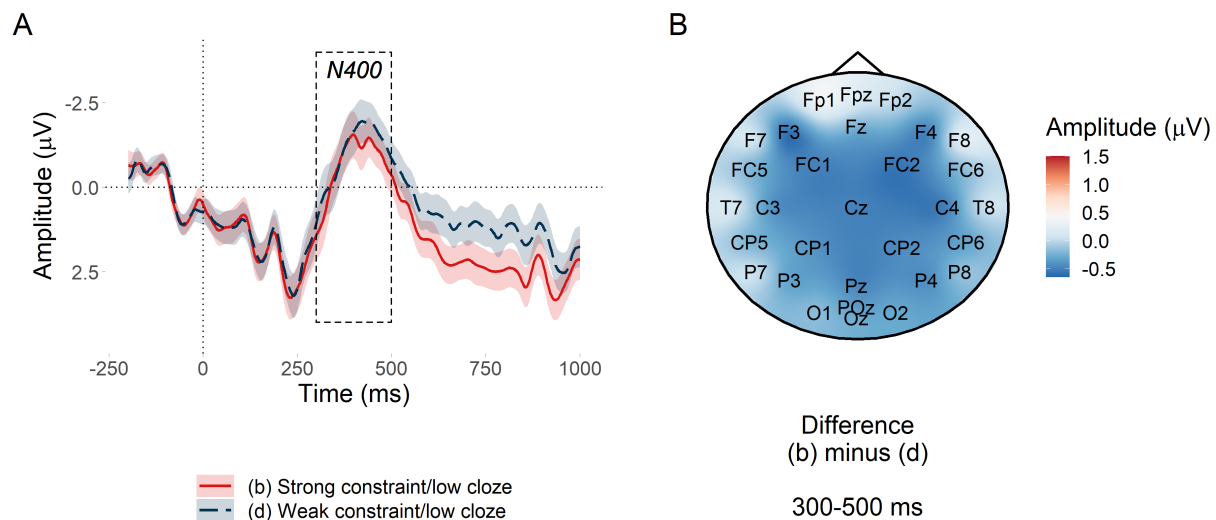 A
N400
Amplitude (μV)
-2.5
0.0
2.5
-250
0
250
500
750
1000
Time (ms)
(b) Strong constraint/low cloze
(d) Weak constraint/low cloze
B
Fp1 Fpz Fp2
F7 F3 Fz F4 F8
FC5 FC1 FC2 FC6
T7 C3 Cz C4 T8
CP5 CP1 CP2 CP6
P7 P3 Pz P4 P8
POz
O1 Oz O2
Amplitude (μV)
1.5
1.0
0.5
0.0
-0.5
Difference
(b) minus (d)
300-500 ms